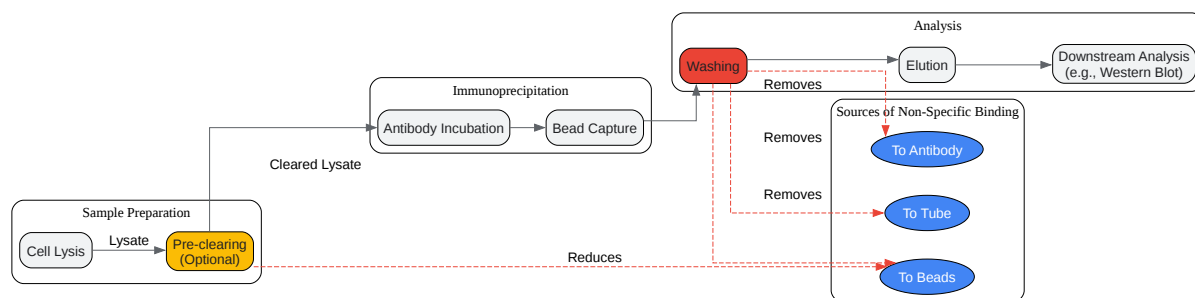 Analysis
Washing
Elution
Downstream Analysis
(e.g., Western Blot)
Removes
Immunoprecipitation
Antibody Incubation
Bead Capture
Sources of Non-Specific Binding
Removes
To Antibody
Cleared Lysate
Removes
To Tube
Sample Preparation
Cell Lysis
Lysate
Pre-clearing
(Optional)
Reduces
To Beads